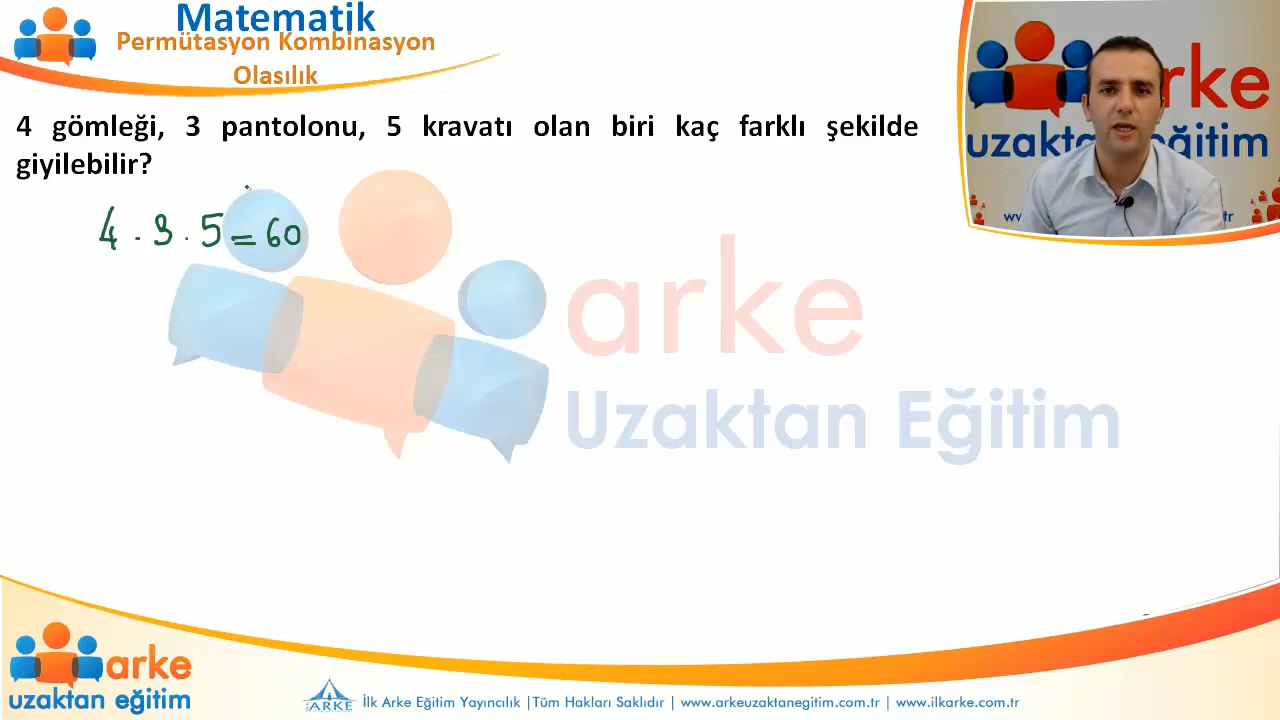 Matematik
Permütasyon Kombinasyon
Olasılık
arke
uzaktan eğitim
4 gömleği, 3 pantolonu, 5 kravatı olan biri kaç farklı şekilde
giyilebilir?
4 . 3 . 5 = 60
arke
Uzaktan Eğitim
arke
uzaktan eğitim
ARKE
İlk Arke Eğitim Yayıncılık |Tüm Hakları Saklıdır | www.arkeuzaktanegitim.com.tr | www.ilkarke.com.tr